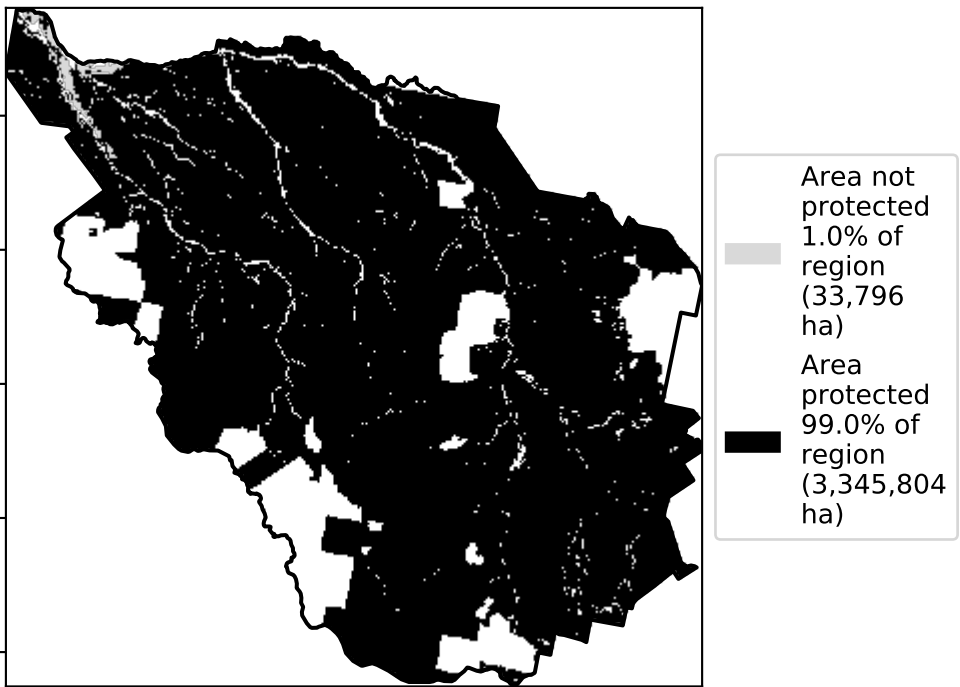 Area not
protected
1.0% of
region
(33,796
ha)
Area
protected
99.0% of
region
(3,345,804
ha)